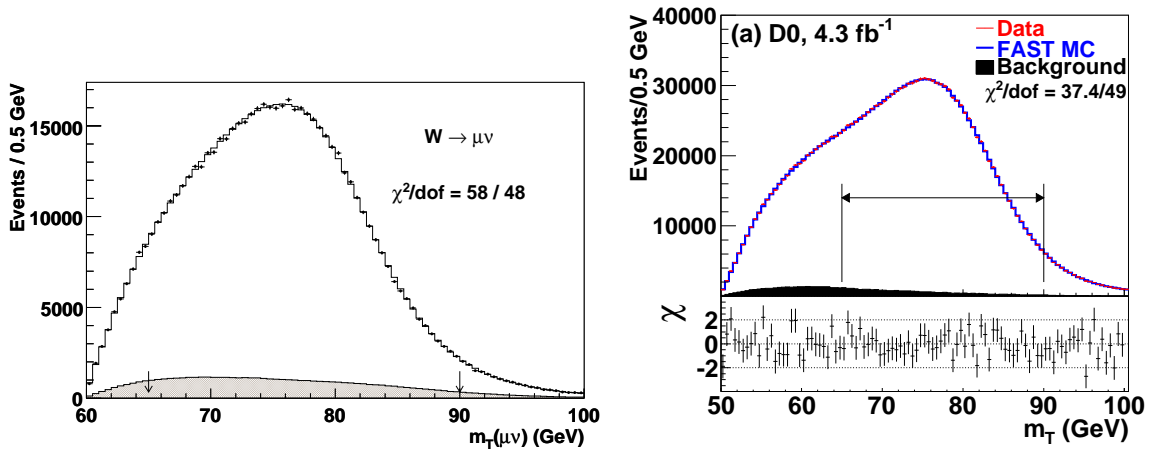 Events / 0.5 GeV
15000
10000
5000
0
W → μν
χ²/dof = 58 / 48
60 70 80 90 100
m_T(μν) (GeV)
Events/0.5 GeV
40000
30000
20000
10000
0
(a) D0, 4.3 fb⁻¹
Data
FAST MC
Background
χ²/dof = 37.4/49
χ
2
0
-2
50 60 70 80 90 100
m_T (GeV)